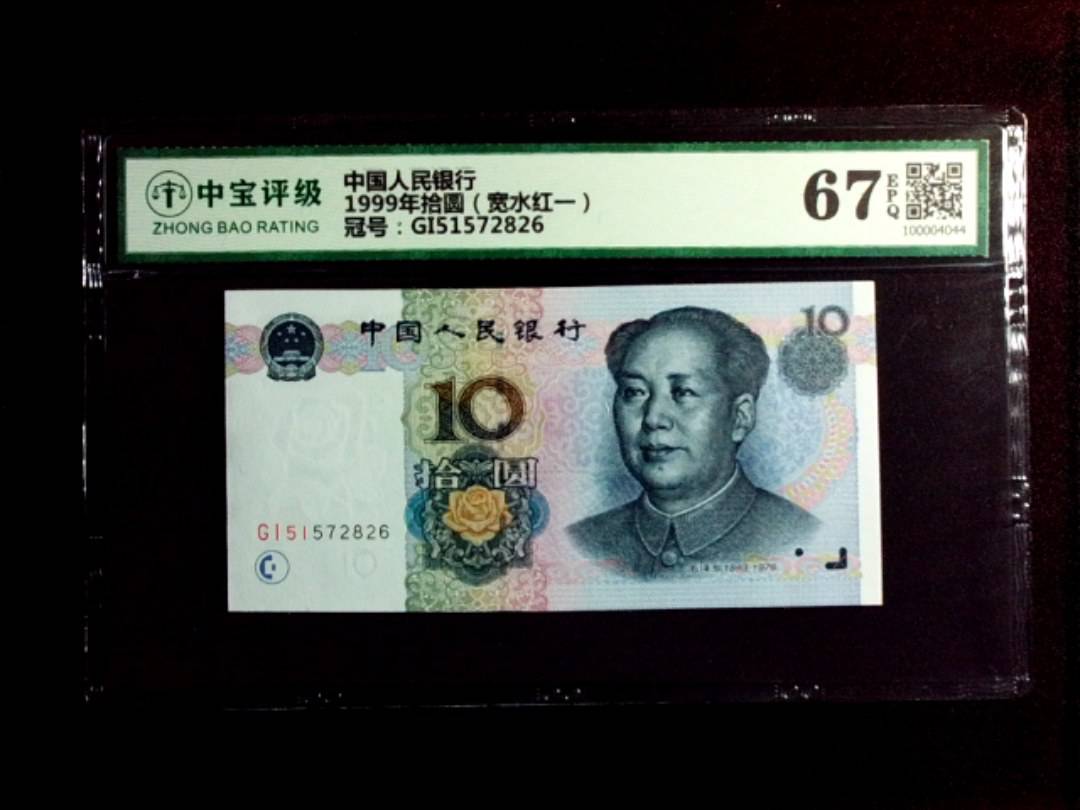 中宝评级
ZHONG BAO RATING
中国人民银行
1999年拾圆（宽水红一）
冠号：GI51572826
67
EPQ
100064044
中国人民银行
10
10
拾圆
GI51572826
10